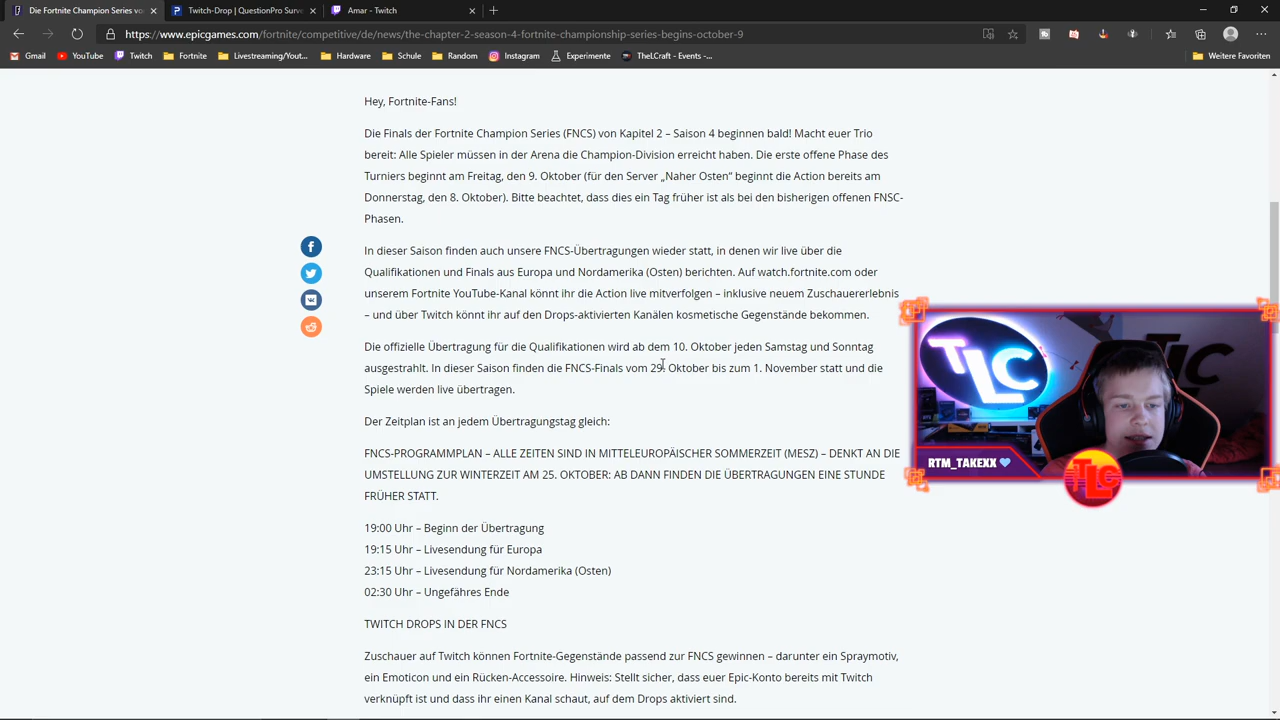 Die Fortnite Champion Series vo
Twitch-Drop | QuestionPro Surve
Amar - Twitch
https://www.epicgames.com/fortnite/competitive/de/news/the-chapter-2-season-4-fortnite-championship-series-begins-october-9
Gmail
YouTube
Twitch
Fortnite
Livestreaming/Yout...
Hardware
Schule
Random
Instagram
Experimente
TheLCraft - Events -...
Weitere Favoriten
Hey, Fortnite-Fans!
Die Finals der Fortnite Champion Series (FNCS) von Kapitel 2 – Saison 4 beginnen bald! Macht euer Trio
bereit: Alle Spieler müssen in der Arena die Champion-Division erreicht haben. Die erste offene Phase des
Turniers beginnt am Freitag, den 9. Oktober (für den Server „Naher Osten“ beginnt die Action bereits am
Donnerstag, den 8. Oktober). Bitte beachtet, dass dies ein Tag früher ist als bei den bisherigen offenen FNSC-
Phasen.
In dieser Saison finden auch unsere FNCS-Übertragungen wieder statt, in denen wir live über die
Qualifikationen und Finals aus Europa und Nordamerika (Osten) berichten. Auf watch.fortnite.com oder
unserem Fortnite YouTube-Kanal könnt ihr die Action live mitverfolgen – inklusive neuem Zuschauererlebnis
– und über Twitch könnt ihr auf den Drops-aktivierten Kanälen kosmetische Gegenstände bekommen.
Die offizielle Übertragung für die Qualifikationen wird ab dem 10. Oktober jeden Samstag und Sonntag
ausgestrahlt. In dieser Saison finden die FNCS-Finals vom 29. Oktober bis zum 1. November statt und die
Spiele werden live übertragen.
Der Zeitplan ist an jedem Übertragungstag gleich:
FNCS-PROGRAMMPLAN – ALLE ZEITEN SIND IN MITTELEUROPÄISCHER SOMMERZEIT (MESZ) – DENKT AN DIE
UMSTELLUNG ZUR WINTERZEIT AM 25. OKTOBER: AB DANN FINDEN DIE ÜBERTRAGUNGEN EINE STUNDE
FRÜHER STATT.
19:00 Uhr – Beginn der Übertragung
19:15 Uhr – Livesendung für Europa
23:15 Uhr – Livesendung für Nordamerika (Osten)
02:30 Uhr – Ungefähres Ende
TWITCH DROPS IN DER FNCS
Zuschauer auf Twitch können Fortnite-Gegenstände passend zur FNCS gewinnen – darunter ein Spraymotiv,
ein Emoticon und ein Rücken-Accessoire. Hinweis: Stellt sicher, dass euer Epic-Konto bereits mit Twitch
verknüpft ist und dass ihr einen Kanal schaut, auf dem Drops aktiviert sind.
TLC
RTM_TAKEXX
TLC